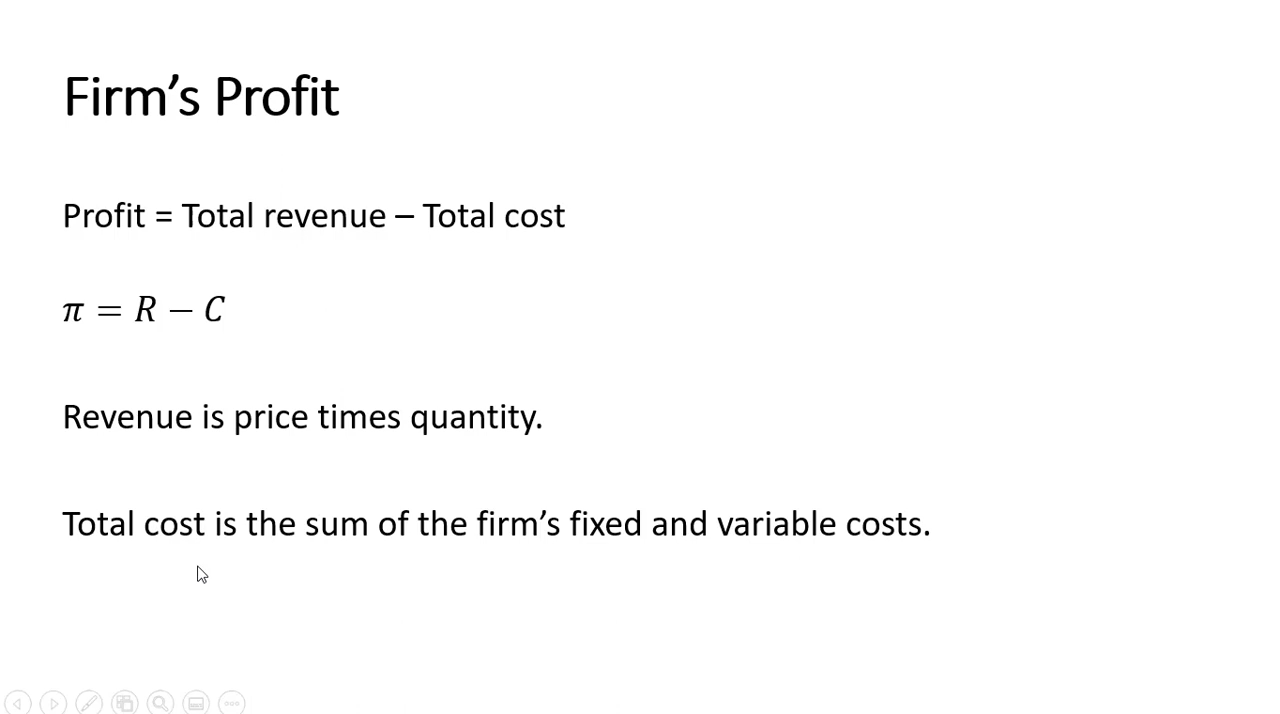 Firm’s Profit
Profit = Total revenue – Total cost
𝜋 = 𝑅 − 𝐶
Revenue is price times quantity.
Total cost is the sum of the firm’s fixed and variable costs.